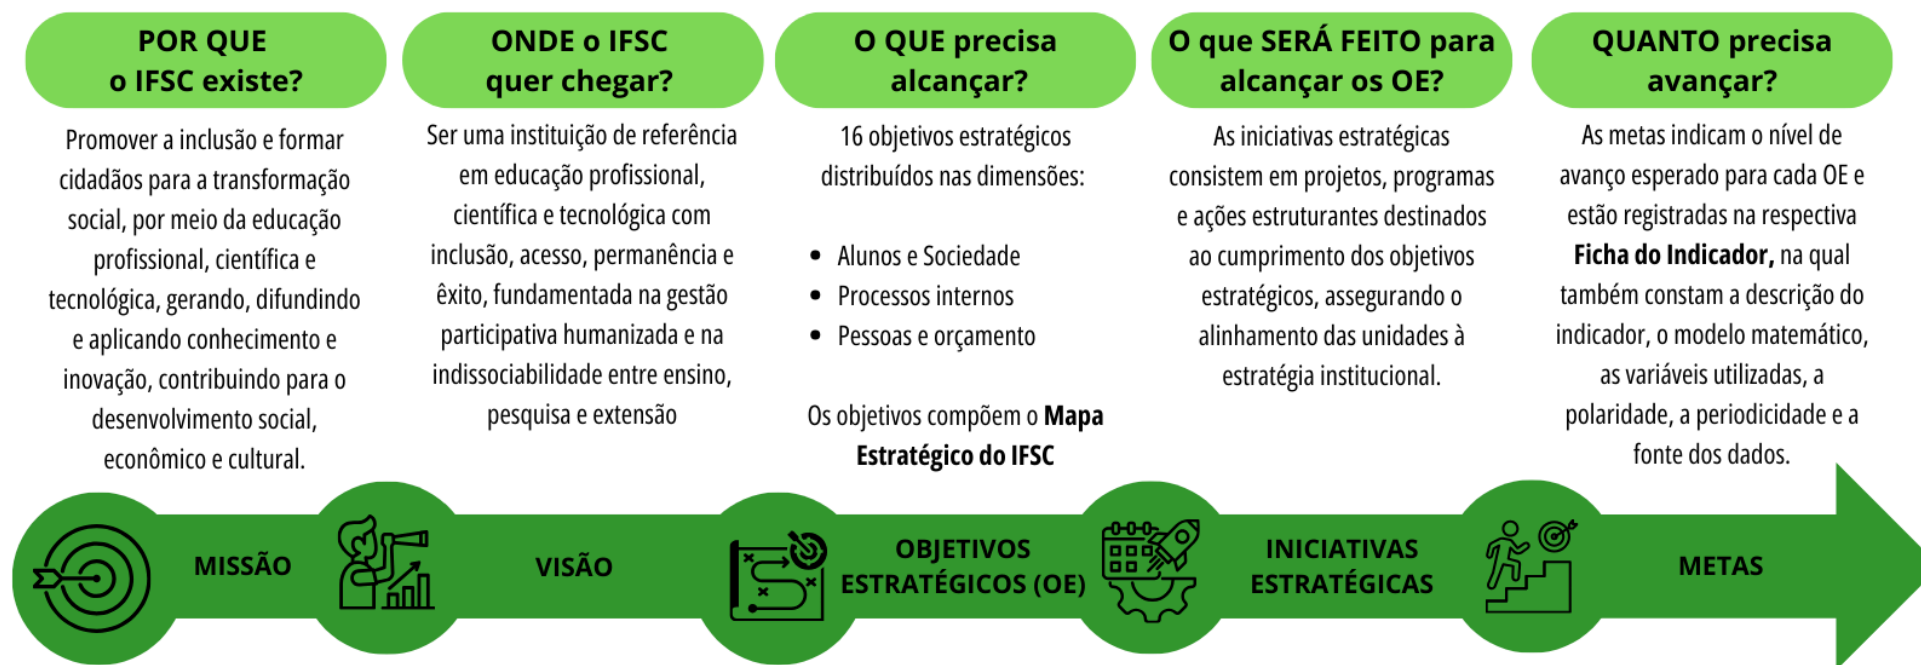 POR QUE
o IFSC existe?
Promover a inclusão e formar
cidadãos para a transformação
social, por meio da educação
profissional, científica e
tecnológica, gerando, difundindo
e aplicando conhecimento e
inovação, contribuindo para o
desenvolvimento social,
econômico e cultural.
MISSÃO
ONDE o IFSC
quer chegar?
Ser uma instituição de referência
em educação profissional,
científica e tecnológica com
inclusão, acesso, permanência e
êxito, fundamentada na gestão
participativa humanizada e na
indissociabilidade entre ensino,
pesquisa e extensão
VISÃO
O QUE precisa
alcançar?
16 objetivos estratégicos
distribuídos nas dimensões:
• Alunos e Sociedade
• Processos internos
• Pessoas e orçamento
Os objetivos compõem o Mapa
Estratégico do IFSC
OBJETIVOS
ESTRATÉGICOS (OE)
O que SERÁ FEITO para
alcançar os OE?
As iniciativas estratégicas
consistem em projetos, programas
e ações estruturantes destinados
ao cumprimento dos objetivos
estratégicos, assegurando o
alinhamento das unidades à
estratégia institucional.
INICIATIVAS
ESTRATÉGICAS
QUANTO precisa
avançar?
As metas indicam o nível de
avanço esperado para cada OE e
estão registradas na respectiva
Ficha do Indicador, na qual
também constam a descrição do
indicador, o modelo matemático,
as variáveis utilizadas, a
polaridade, a periodicidade e a
fonte dos dados.
METAS